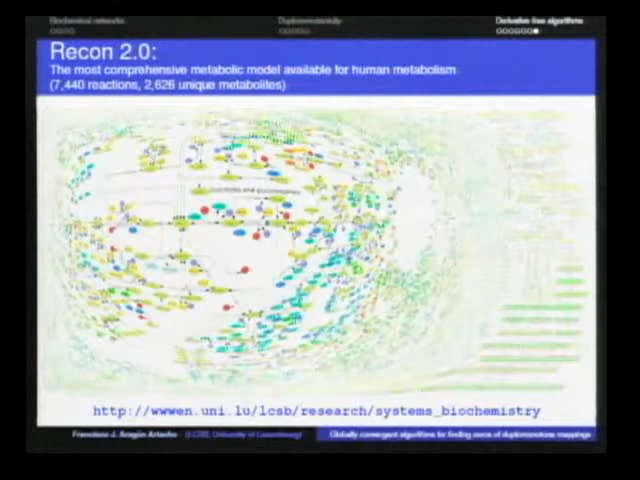 Biochemical networks Duplomonotonicity Derivative-free algorithms
Recon 2.0:
The most comprehensive metabolic model available for human metabolism
(7,440 reactions, 2,626 unique metabolites)
http://wwwen.uni.lu/lcsb/research/systems_biochemistry
Francisco J. Aragón Artacho (LCSB, University of Luxembourg) Globally convergent algorithms for finding zeros of duplomonotone mappings